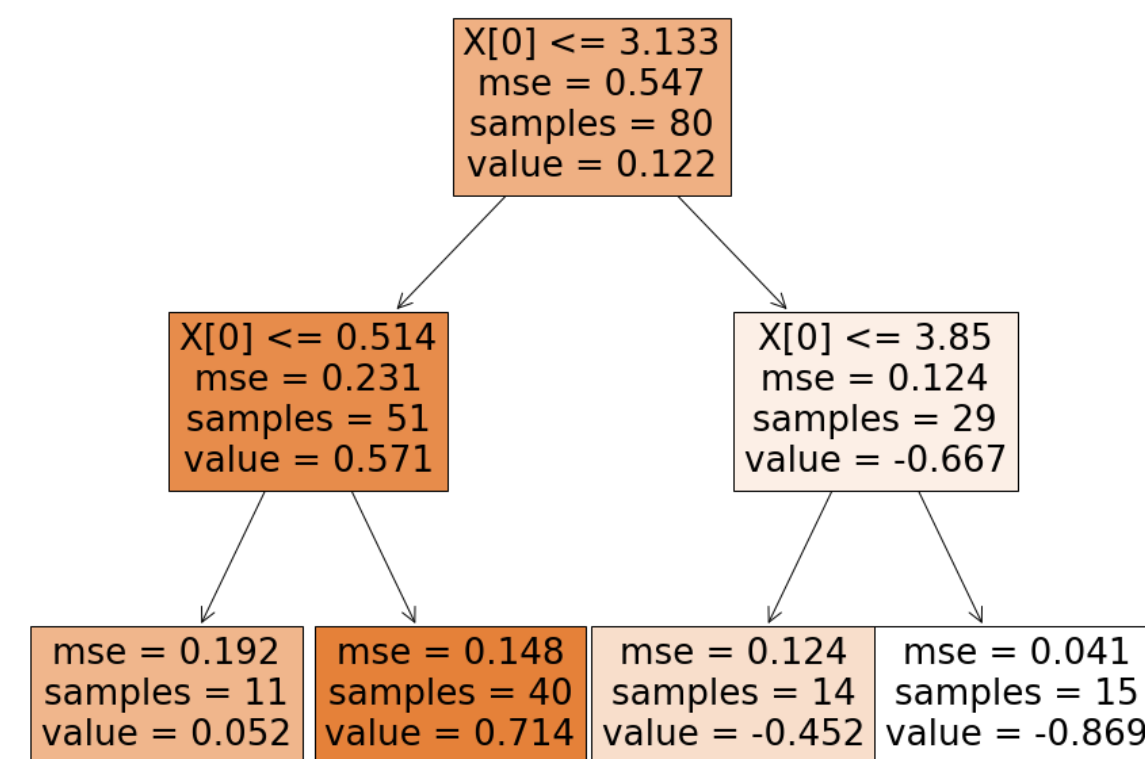 X[0] <= 3.133
mse = 0.547
samples = 80
value = 0.122
X[0] <= 0.514
mse = 0.231
samples = 51
value = 0.571
X[0] <= 3.85
mse = 0.124
samples = 29
value = -0.667
mse = 0.192
samples = 11
value = 0.052
mse = 0.148
samples = 40
value = 0.714
mse = 0.124
samples = 14
value = -0.452
mse = 0.041
samples = 15
value = -0.869